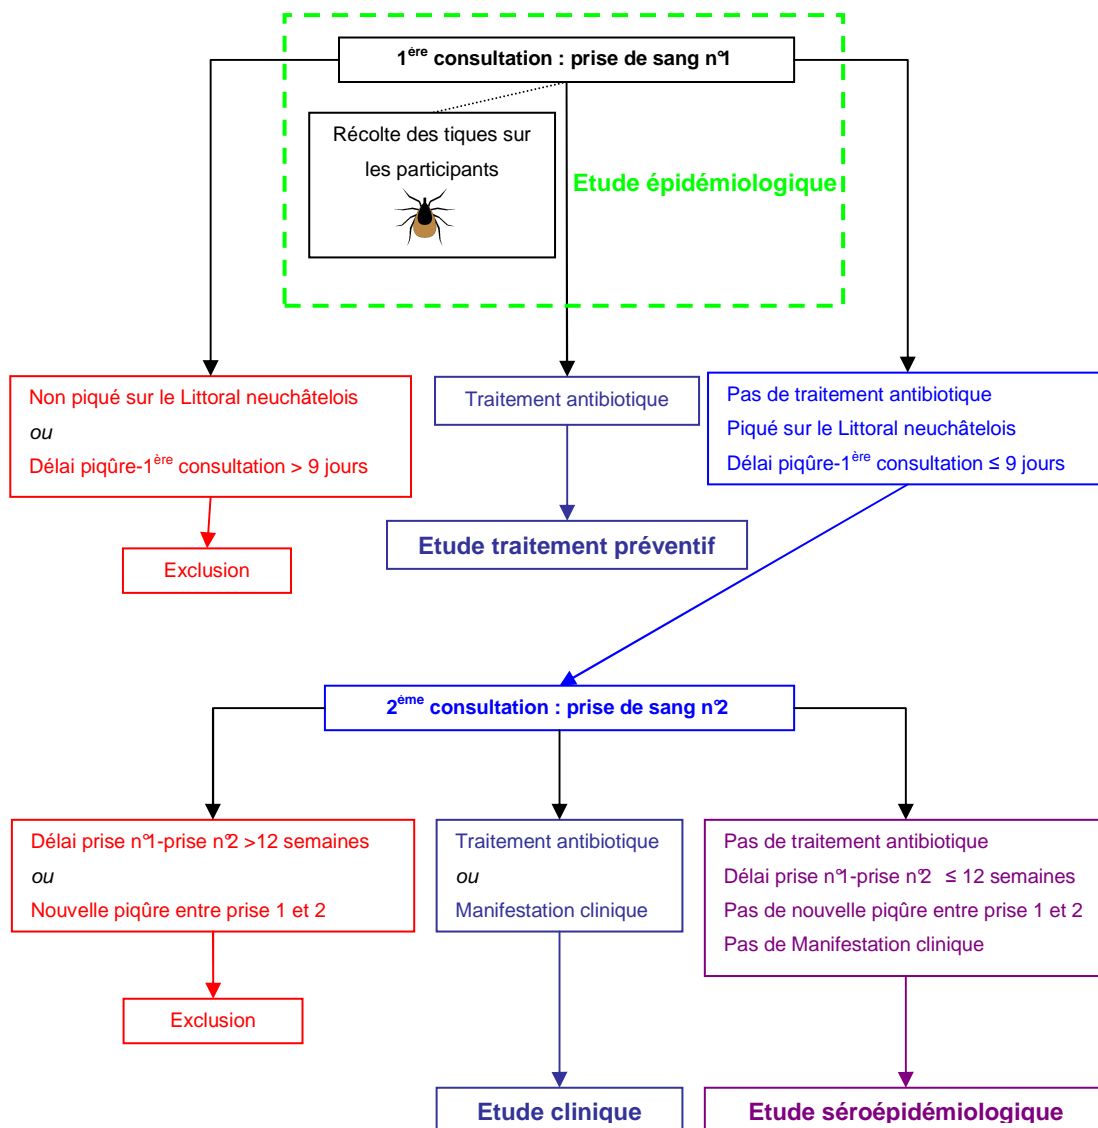 1ère consultation : prise de sang n°1
Récolte des tiques sur
les participants
Etude épidémiologique
Non piqué sur le Littoral neuchâtelois
ou
Délai piqûre-1ère consultation > 9 jours
Traitement antibiotique
Pas de traitement antibiotique
Piqué sur le Littoral neuchâtelois
Délai piqûre-1ère consultation ≤ 9 jours
Exclusion
Etude traitement préventif
2ème consultation : prise de sang n°2
Délai prise n°1-prise n°2 >12 semaines
ou
Nouvelle piqûre entre prise 1 et 2
Traitement antibiotique
ou
Manifestation clinique
Pas de traitement antibiotique
Délai prise n°1-prise n°2 ≤ 12 semaines
Pas de nouvelle piqûre entre prise 1 et 2
Pas de Manifestation clinique
Exclusion
Etude clinique
Etude séroépidémiologique